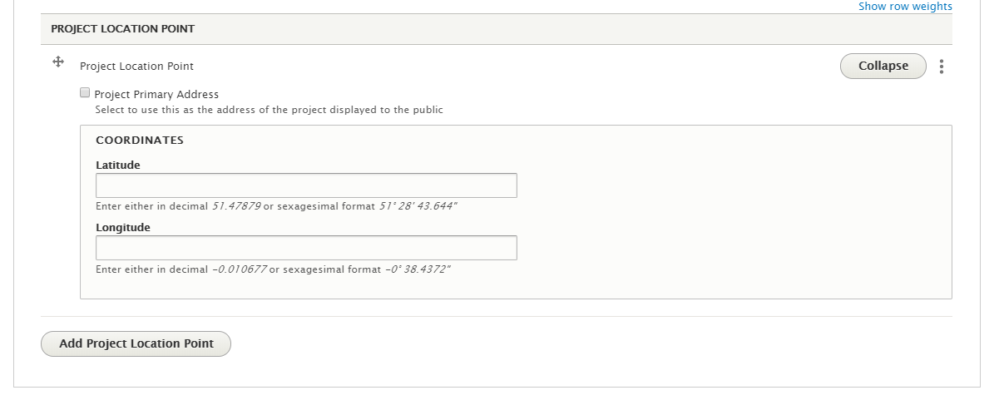 Show row weights
PROJECT LOCATION POINT
Project Location Point
Collapse
Project Primary Address
Select to use this as the address of the project displayed to the public
COORDINATES
Latitude
Enter either in decimal 51.47879 or sexagesimal format 51° 28' 43.644"
Longitude
Enter either in decimal -0.010677 or sexagesimal format -0° 38.4372"
Add Project Location Point